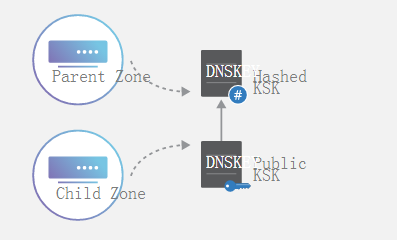 Parent Zone
DNSKEY
Hashed
KSK
#
Child Zone
DNSKEY
Public
KSK